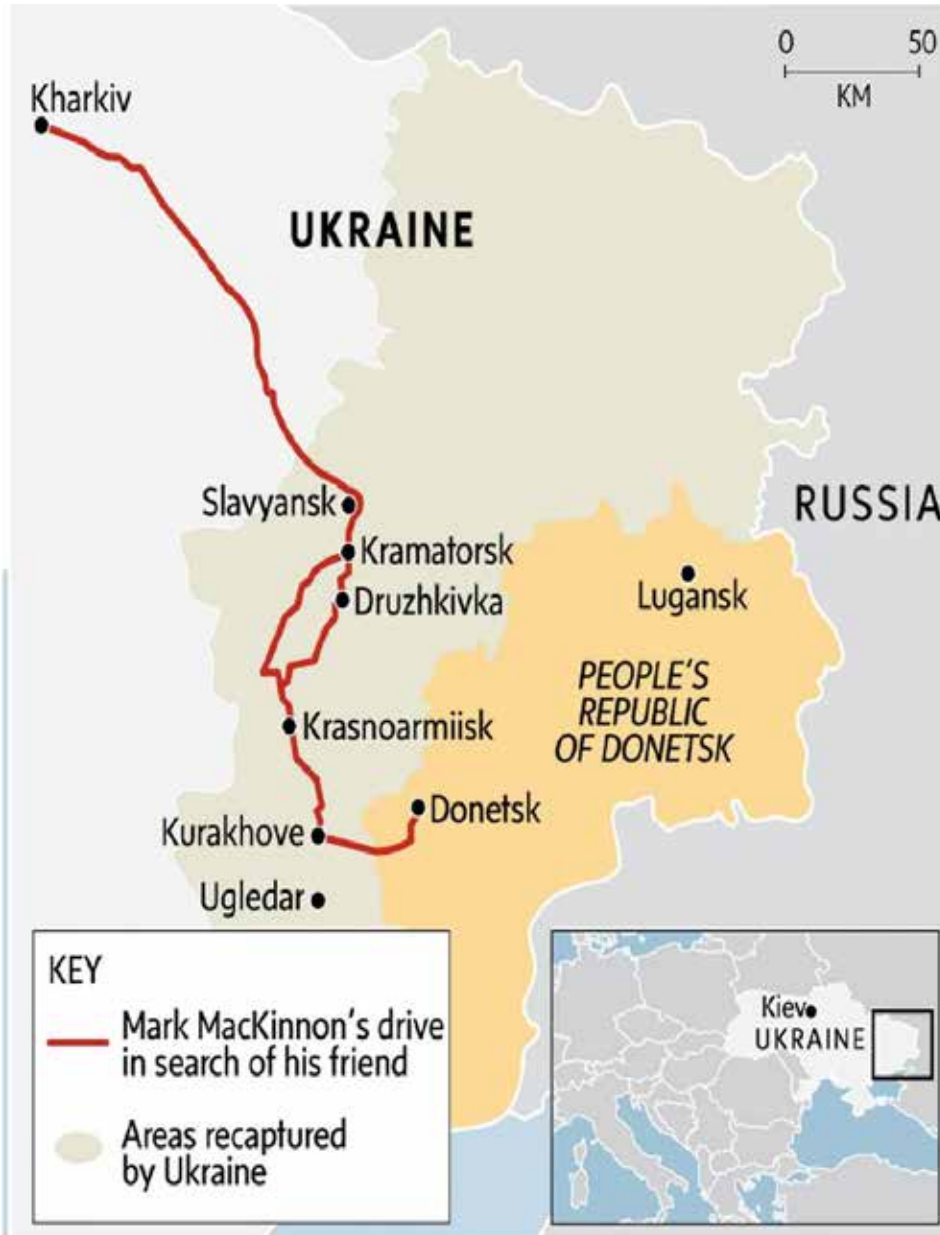 0 50
KM
Kharkiv
UKRAINE
Slavyansk
RUSSIA
Kramatorsk
Druzhkivka
Lugansk
PEOPLE'S
REPUBLIC
OF DONETSK
Krasnoarmiisk
Donetsk
Kurakhove
Ugledar
KEY
Mark MacKinnon's drive
in search of his friend
Areas recaptured
by Ukraine
Kiev
UKRAINE